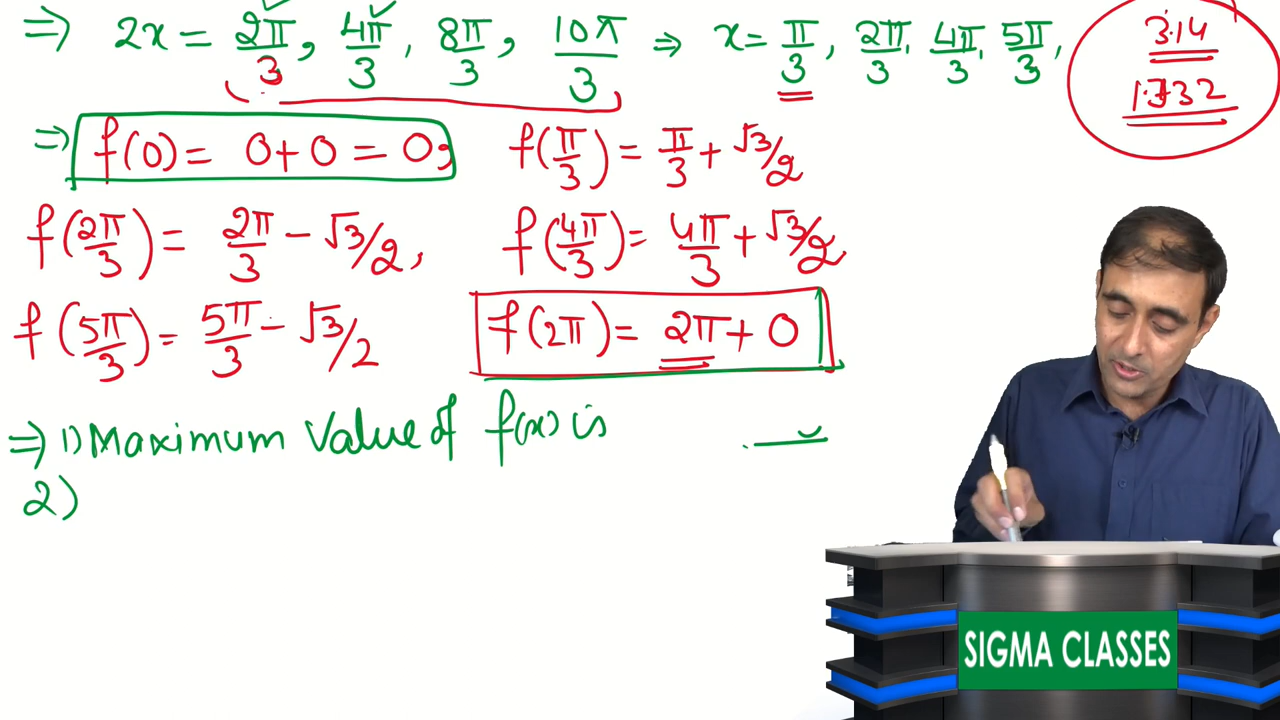 ⇒ 2x = 2π/3, 4π/3, 8π/3, 10π/3 ⇒ x = π/3, 2π/3, 4π/3, 5π/3,
3.14
1.732
⇒ f(0) = 0+0 = 0; f(π/3) = π/3 + √3/2
f(2π/3) = 2π/3 - √3/2, f(4π/3) = 4π/3 + √3/2,
f(5π/3) = 5π/3 - √3/2 f(2π) = 2π + 0
⇒ 1) Maximum Value of f(x) is
2)
SIGMA CLASSES